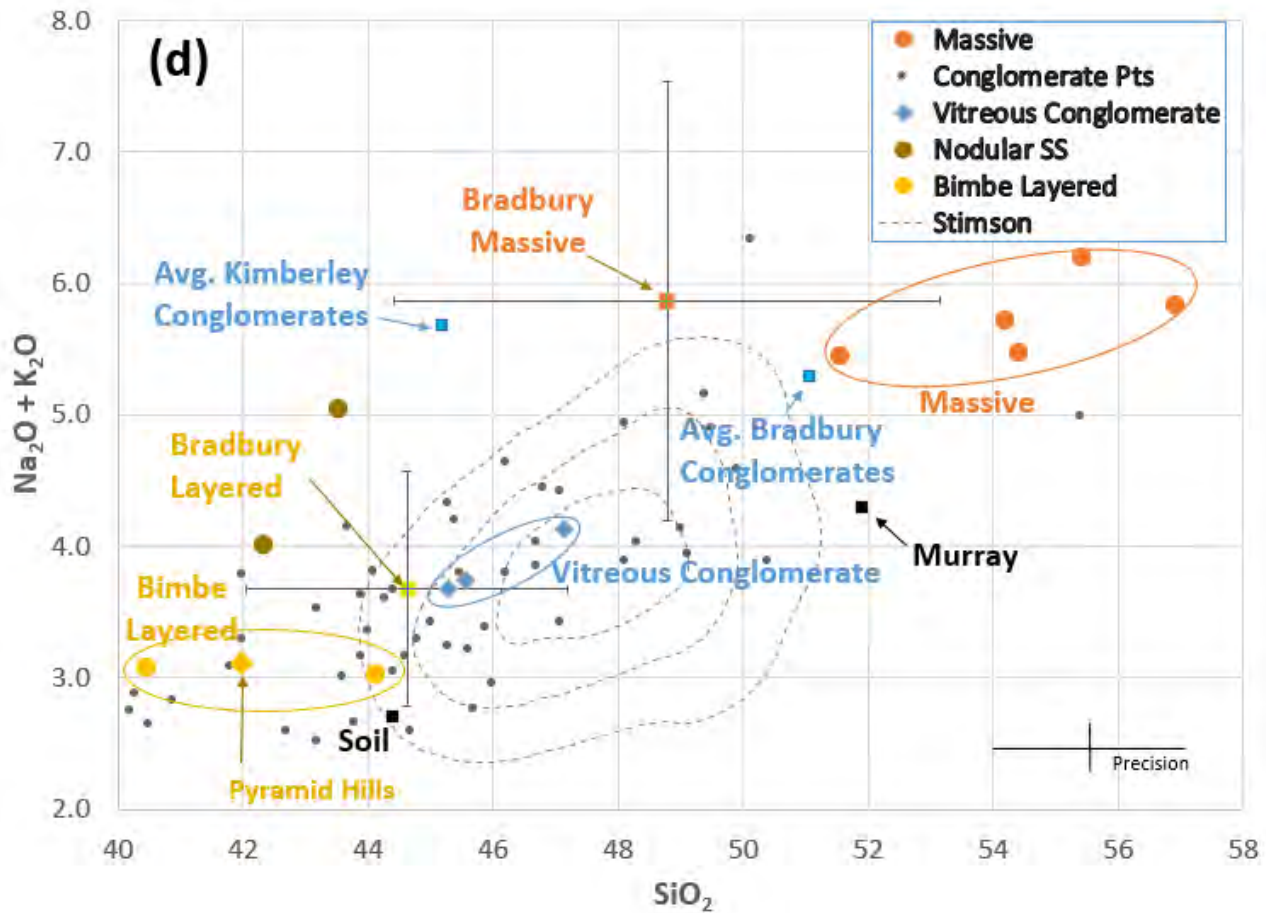 (d)
Massive
Conglomerate Pts
Vitreous Conglomerate
Nodular SS
Bimbe Layered
Stimson
8.0
7.0
6.0
5.0
4.0
3.0
2.0
Na₂O + K₂O
Bradbury
Massive
Avg. Kimberley
Conglomerates
Massive
Bradbury
Layered
Avg. Bradbury
Conglomerates
Murray
Vitreous Conglomerate
Bimbe
Layered
Soil
Pyramid Hills
Precision
40 42 44 46 48 50 52 54 56 58
SiO₂